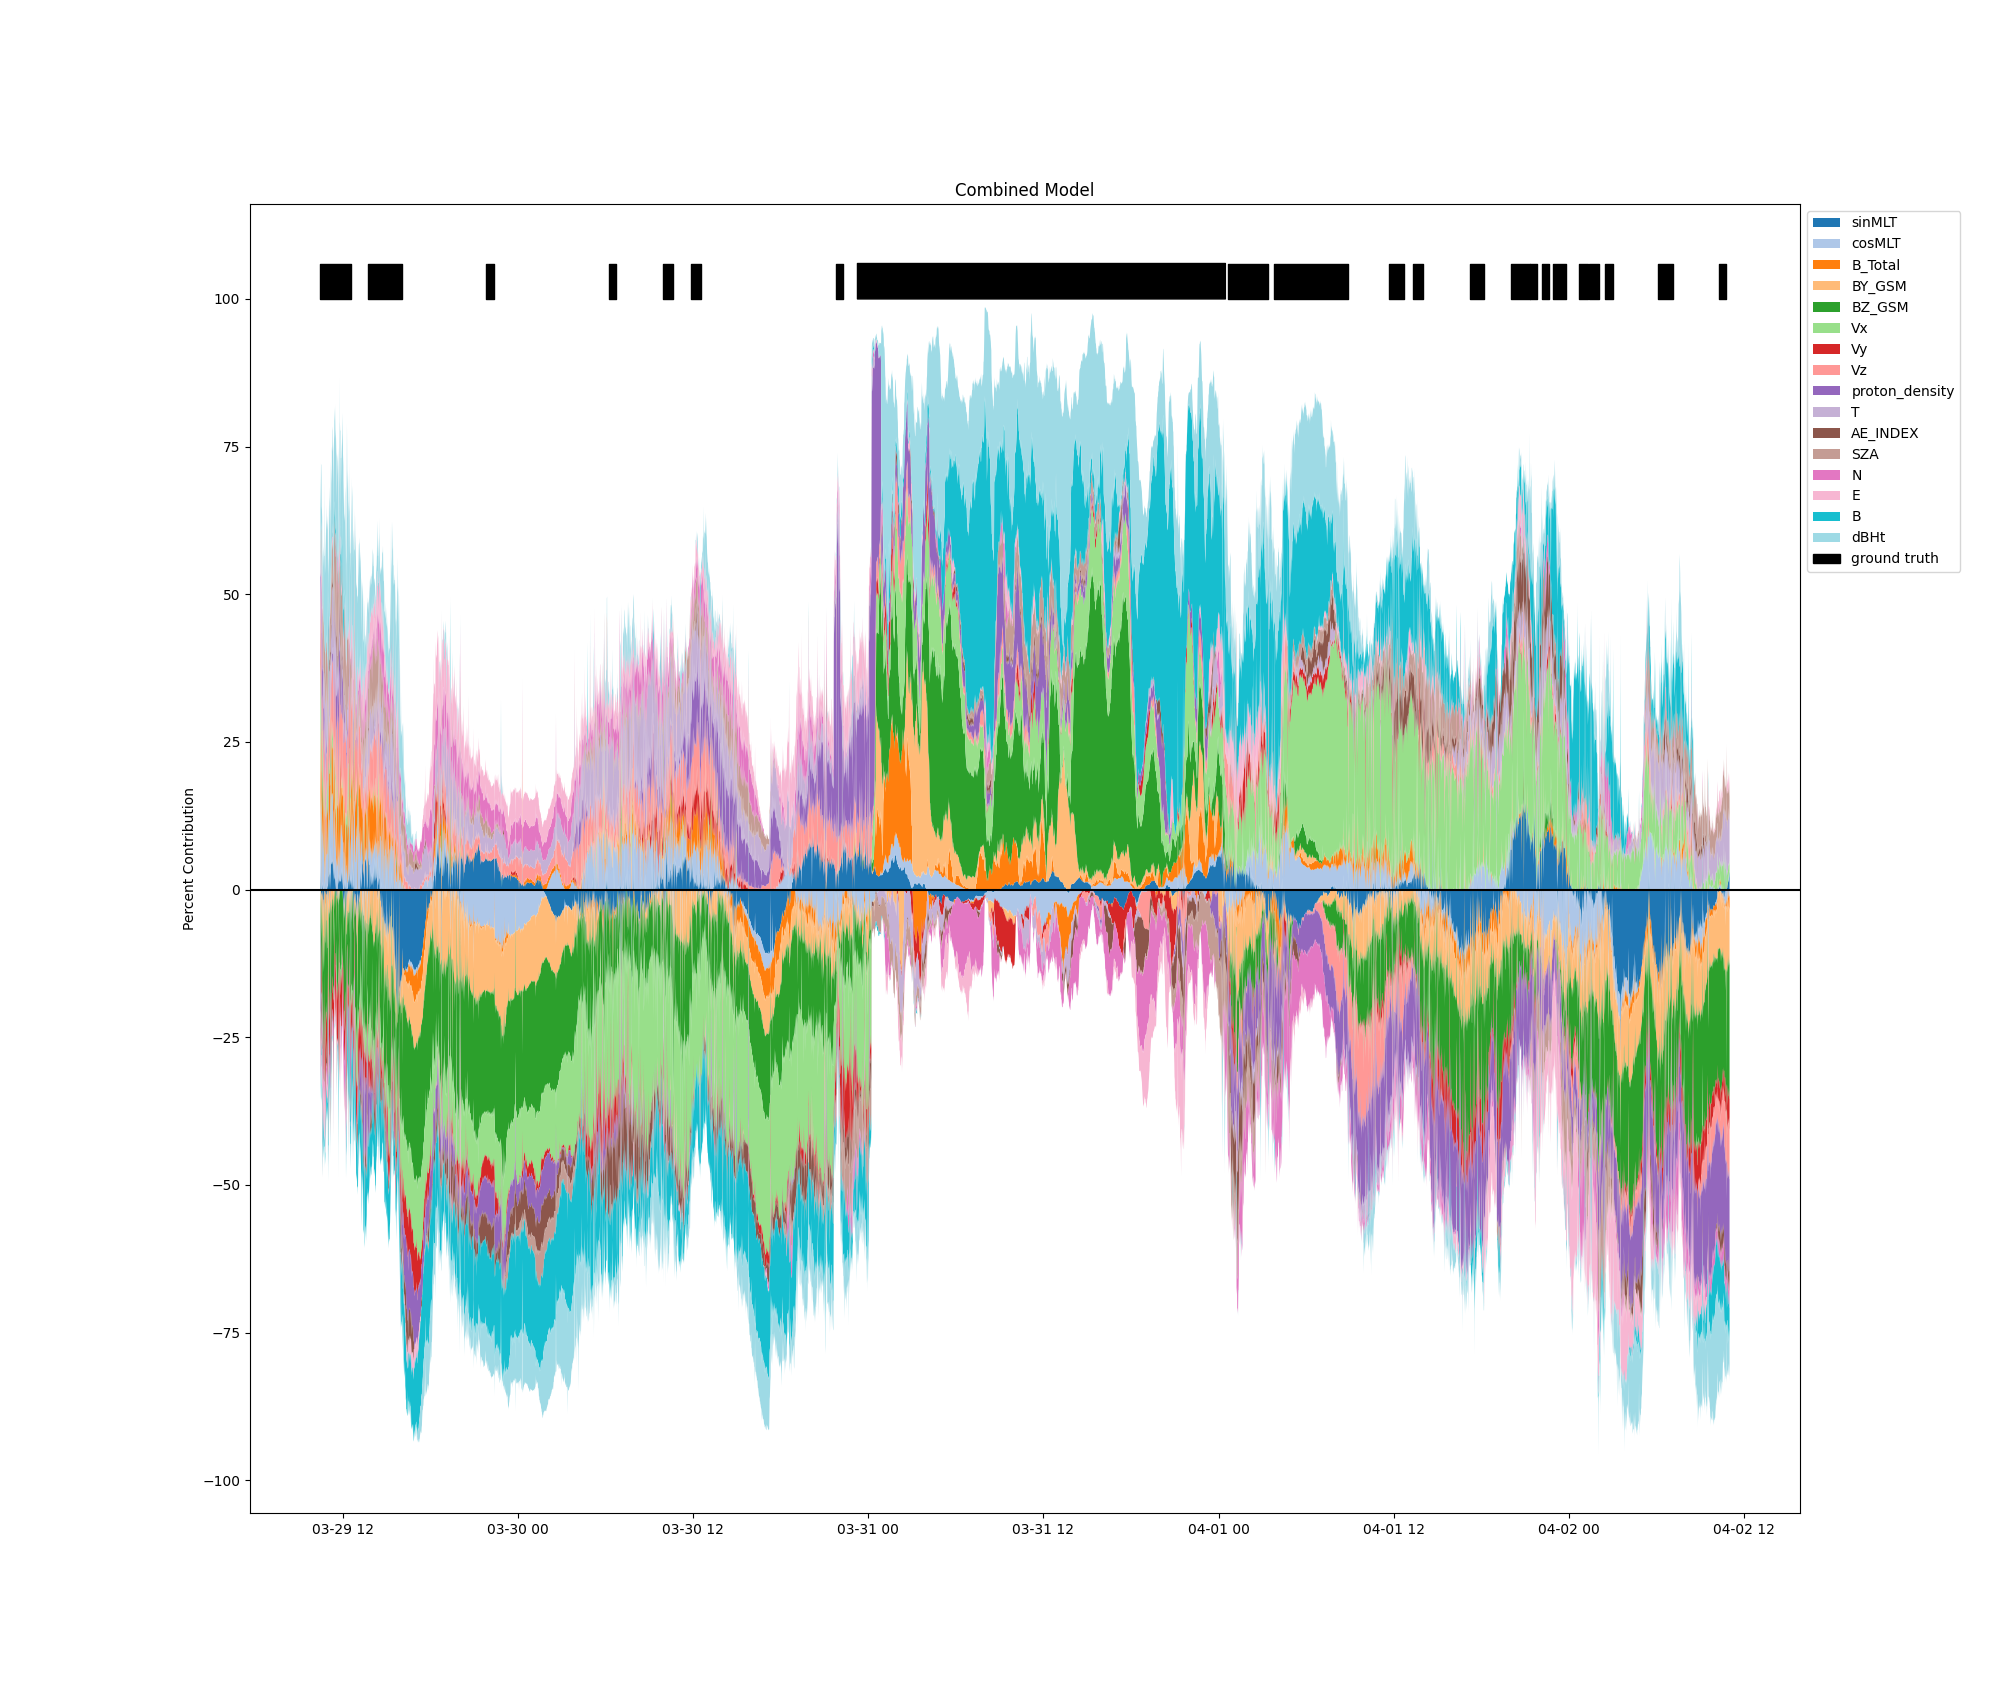 Combined Model
sinMLT
cosMLT
B_Total
BY_GSM
BZ_GSM
Vx
Vy
Vz
proton_density
T
AE_INDEX
SZA
N
E
B
dBHt
ground truth
Percent Contribution
100
75
50
25
0
−25
−50
−75
−100
03-29 12
03-30 00
03-30 12
03-31 00
03-31 12
04-01 00
04-01 12
04-02 00
04-02 12